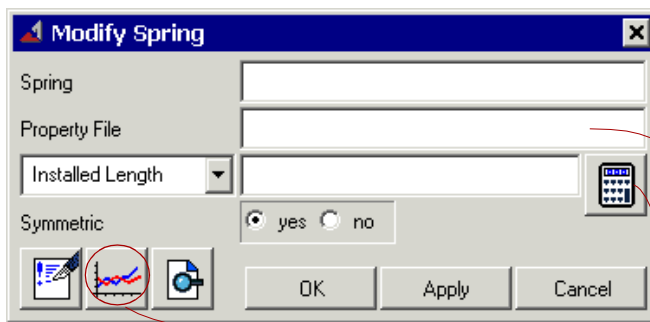 Modify Spring
Spring
Property File
Installed Length
Symmetric yes no
OK Apply Cancel